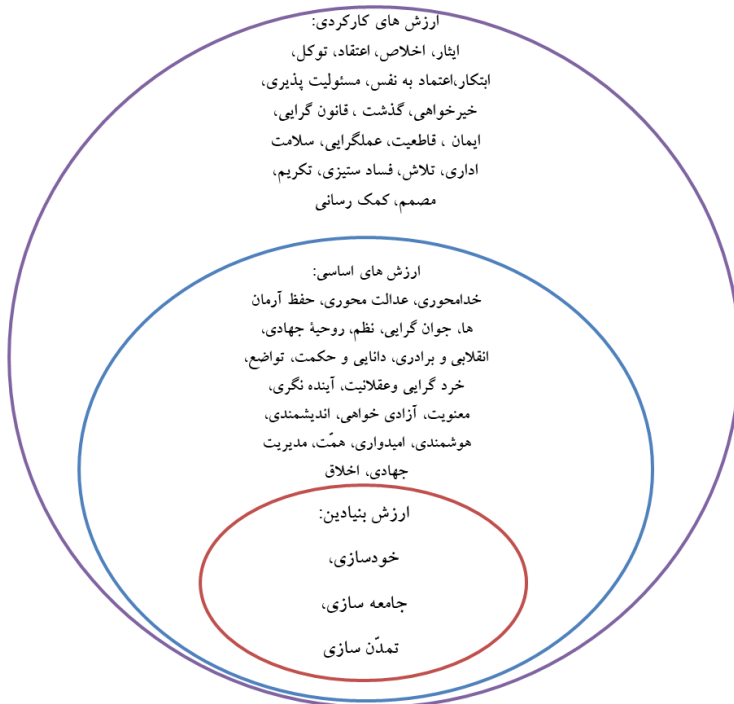 ارزش های کارکردی:
ایثار، اخلاص، اعتقاد، توکل،
ابتکار،اعتماد به نفس، مسئولیت پذیری،
خیرخواهی، گذشت ، قانون گرایی،
ایمان ، قاطعیت، عملگرایی، سلامت
اداری، تلاش، فساد ستیزی، تکریم،
مصمم، کمک رسانی
ارزش های اساسی:
خدامحوری، عدالت محوری، حفظ آرمان
ها، جوان گرایی، نظم، روحیۀ جهادی،
انقلابی و برادری، دانایی و حکمت، تواضع،
خرد گرایی وعقلانیت، آینده نگری،
معنویت، آزادی خواهی، اندیشمندی،
هوشمندی، امیدواری، همّت، مدیریت
جهادی، اخلاق
ارزش بنیادین:
خودسازی،
جامعه سازی،
تمدّن سازی